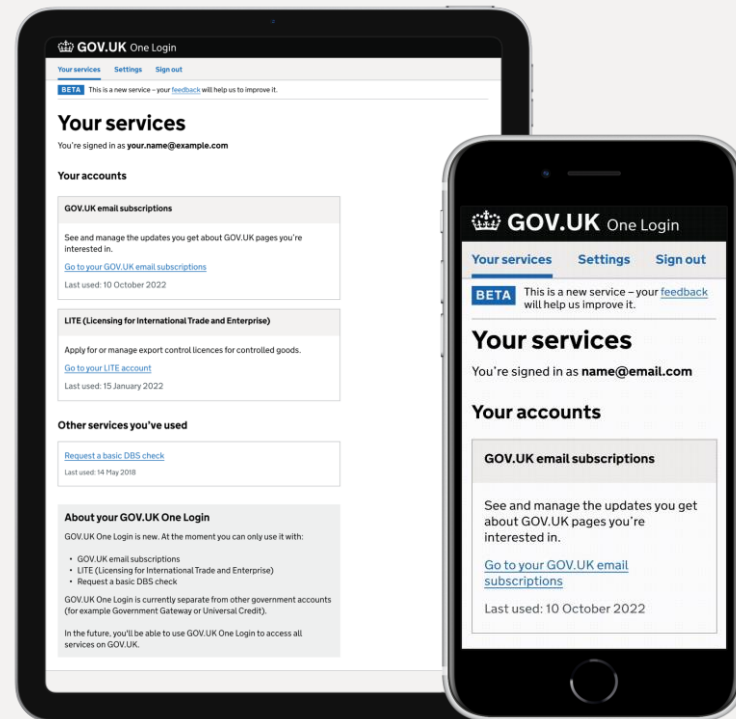 GOV.UK One Login
Your services Settings Sign out
BETA This is a new service – your feedback will help us to improve it.
Your services
You're signed in as your.name@example.com
Your accounts
GOV.UK email subscriptions
See and manage the updates you get about GOV.UK pages you're
interested in.
Go to your GOV.UK email subscriptions
Last used: 10 October 2022
LITE (Licensing for International Trade and Enterprise)
Apply for or manage export control licences for controlled goods.
Go to your LITE account
Last used: 15 January 2022
Other services you've used
Request a basic DBS check
Last used: 14 May 2018
About your GOV.UK One Login
GOV.UK One Login is new. At the moment you can only use it with:
• GOV.UK email subscriptions
• LITE (Licensing for International Trade and Enterprise)
• Request a basic DBS check
GOV.UK One Login is currently separate from other government accounts
(for example Government Gateway or Universal Credit).
In the future, you'll be able to use GOV.UK One Login to access all
services on GOV.UK.
GOV.UK One Login
Your services Settings Sign out
BETA This is a new service – your feedback
will help us improve it.
Your services
You're signed in as name@email.com
Your accounts
GOV.UK email subscriptions
See and manage the updates you get
about GOV.UK pages you're
interested in.
Go to your GOV.UK email
subscriptions
Last used: 10 October 2022